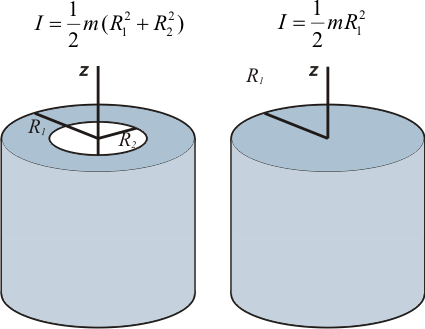 I = 1/2 m(R₁² + R₂²)
I = 1/2 mR₁²
z
R₁
R₂
z
R₁